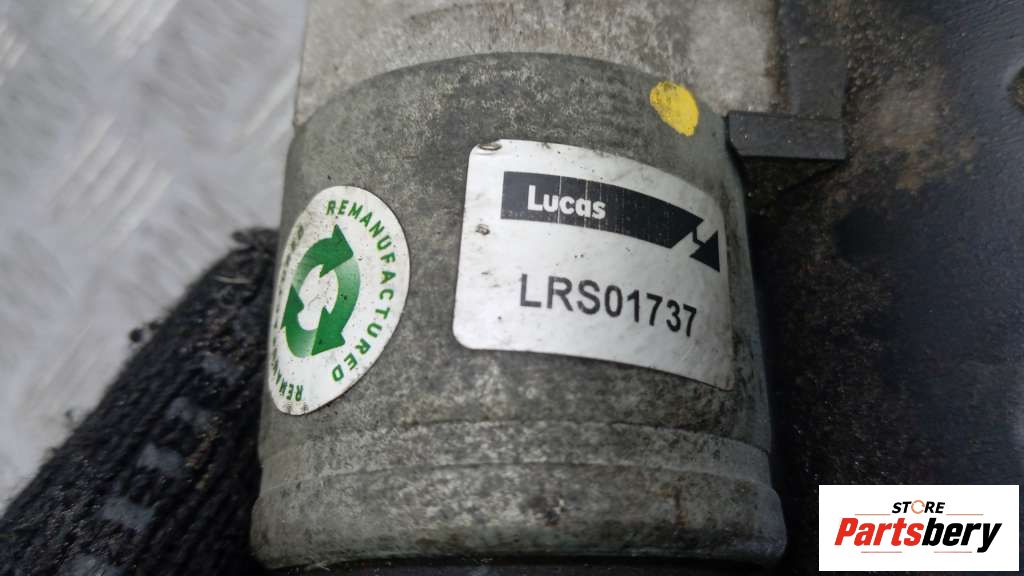 Lucas
LRS01737
REMANUFACTURED
STORE
Partsbery